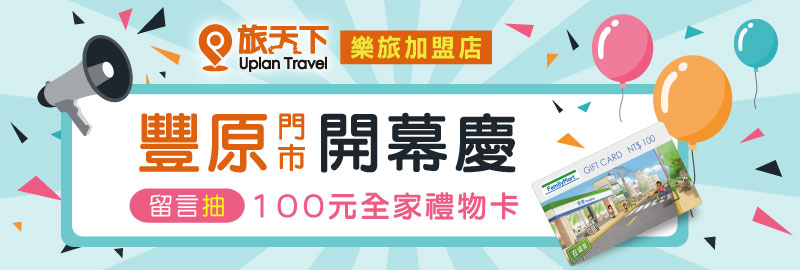 旅天下
Uplan Travel
樂旅加盟店
豐原門市開幕慶
留言抽
100元全家禮物卡
GIFT CARD NT$100
FamilyMart